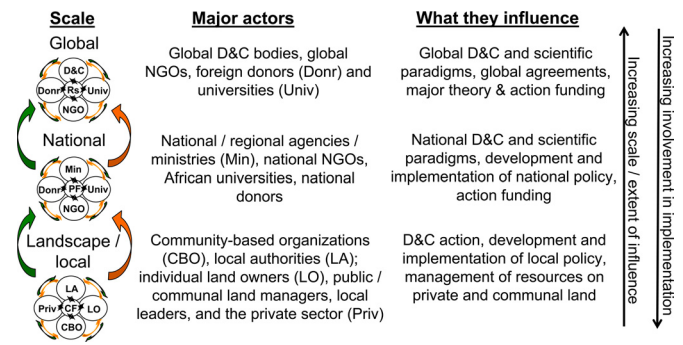 Scale
Major actors
What they influence
Global
D&C
Donr
Rs
Univ
NGO
Global D&C bodies, global
NGOs, foreign donors (Donr) and
universities (Univ)
Global D&C and scientific
paradigms, global agreements,
major theory & action funding
National
Min
Donr
PF
Univ
NGO
National / regional agencies /
ministries (Min), national NGOs,
African universities, national
donors
National D&C and scientific
paradigms, development and
implementation of national policy,
action funding
Landscape /
local
LA
Priv
CF
LO
CBO
Community-based organizations
(CBO), local authorities (LA);
individual land owners (LO), public /
communal land managers, local
leaders, and the private sector (Priv)
D&C action, development and
implementation of local policy,
management of resources on
private and communal land
Increasing scale / extent of influence
Increasing involvement in implementation